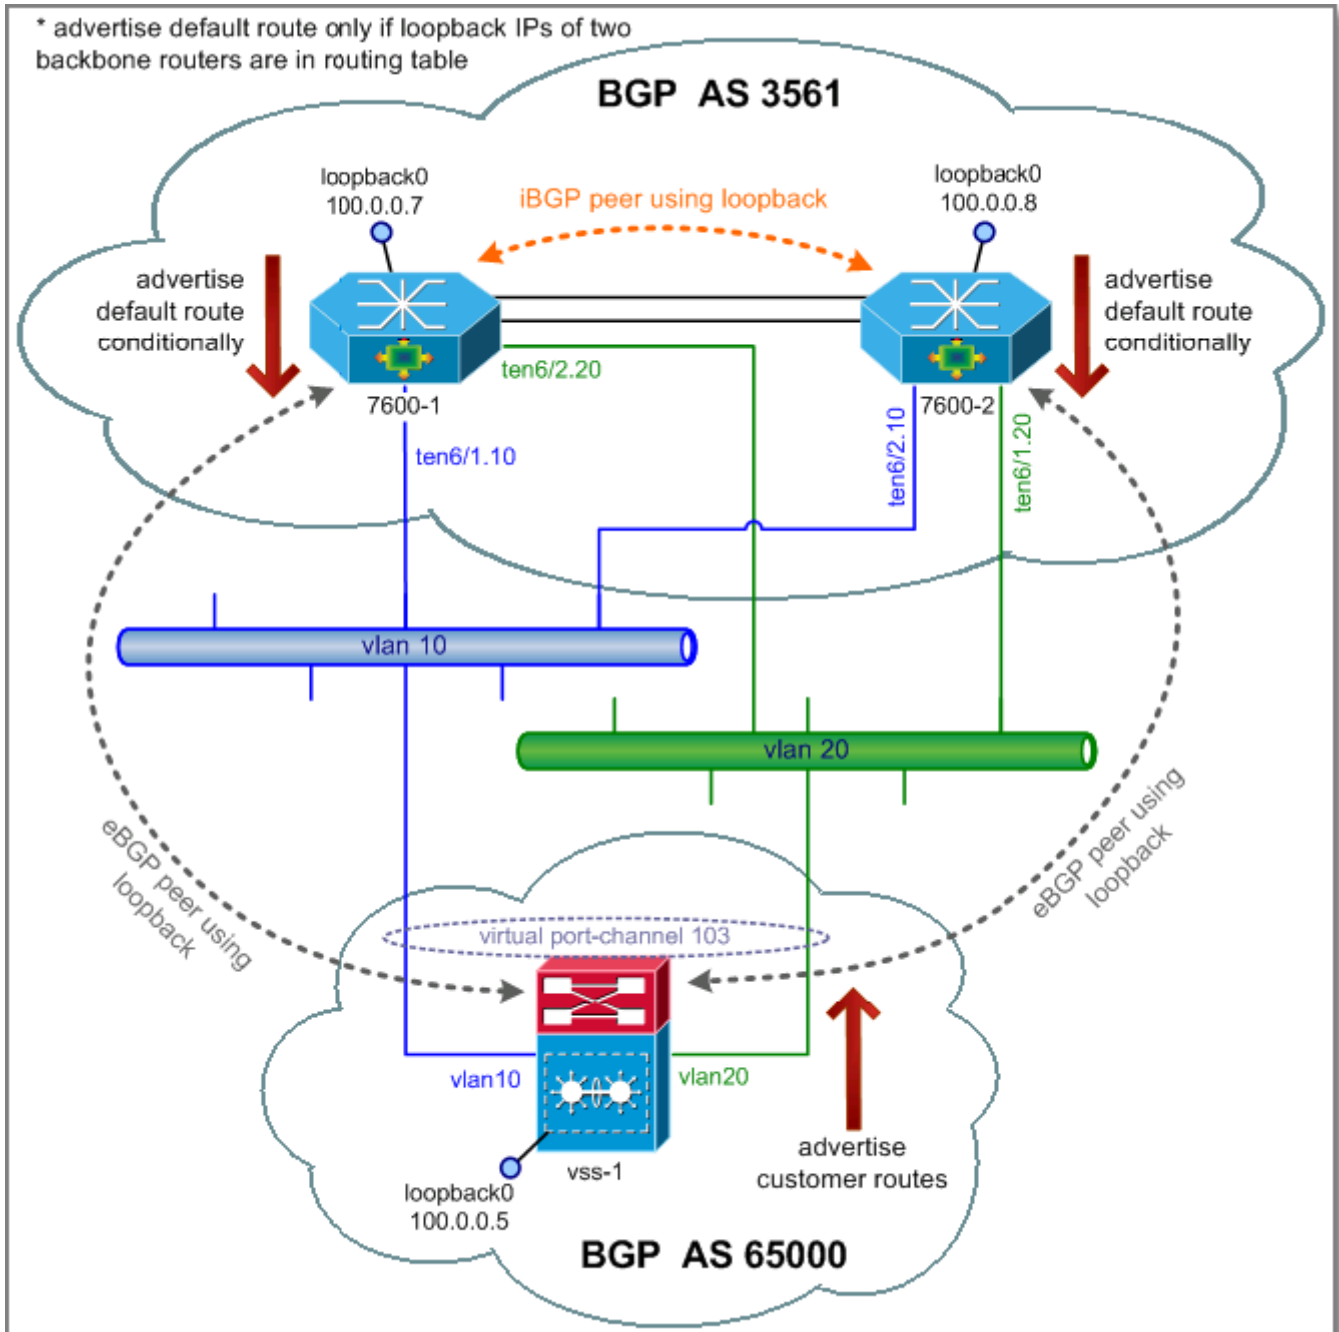 * advertise default route only if loopback IPs of two
backbone routers are in routing table
BGP AS 3561
loopback0
100.0.0.7
iBGP peer using loopback
loopback0
100.0.0.8
advertise
default route
conditionally
advertise
default route
conditionally
7600-1
ten6/2.20
7600-2
ten6/1.10
ten6/2.10
ten6/1.20
vlan 10
vlan 20
eBGP peer using
loopback
eBGP peer using
loopback
virtual port-channel 103
vlan10
vlan20
vss-1
loopback0
100.0.0.5
advertise
customer routes
BGP AS 65000